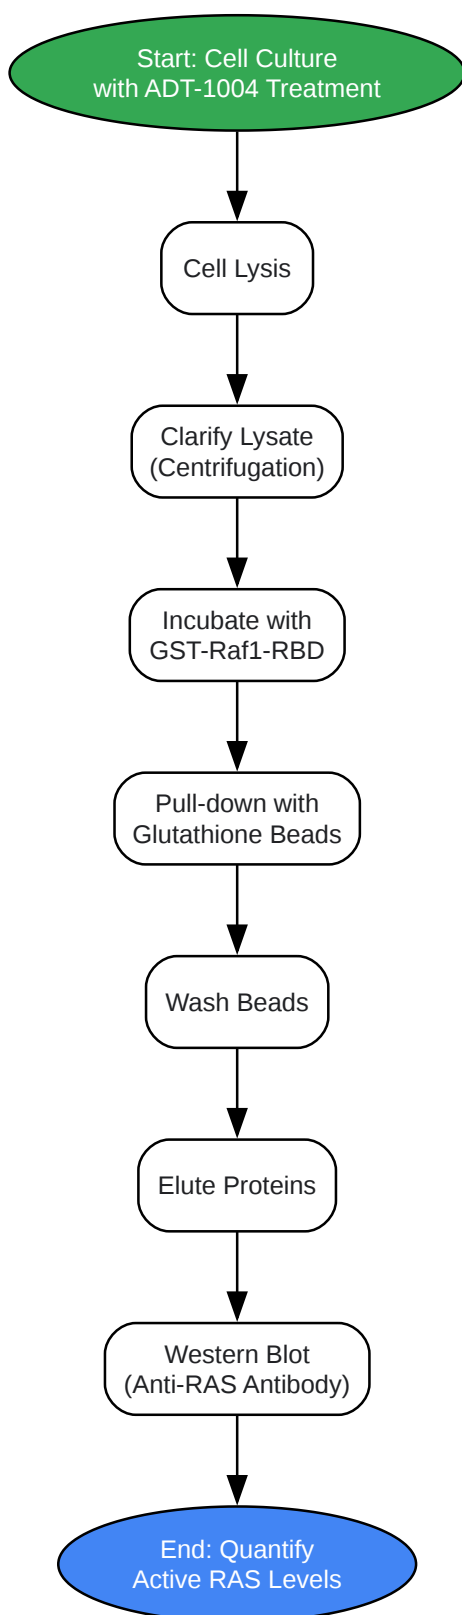 Start: Cell Culture
with ADT-1004 Treatment
Cell Lysis
Clarify Lysate
(Centrifugation)
Incubate with
GST-Raf1-RBD
Pull-down with
Glutathione Beads
Wash Beads
Elute Proteins
Western Blot
(Anti-RAS Antibody)
End: Quantify
Active RAS Levels